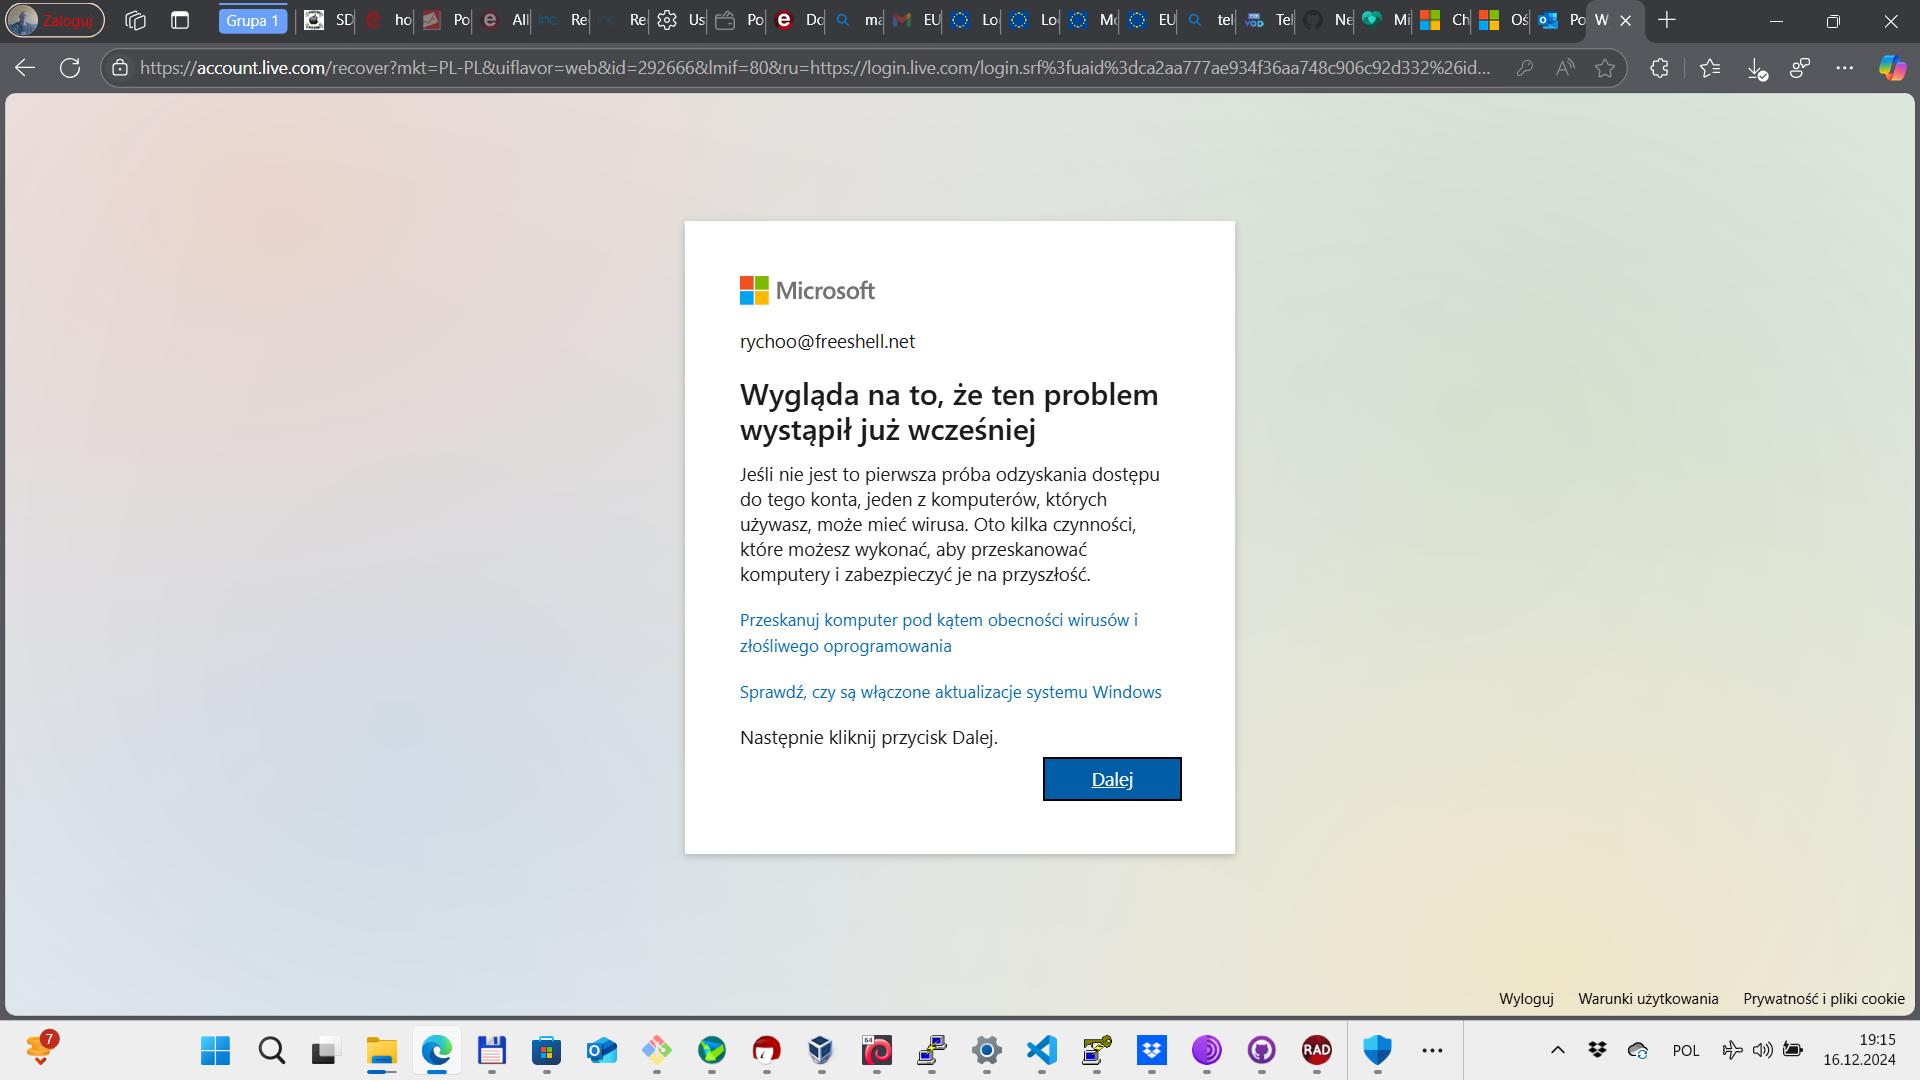 Zaloguj
Grupa 1
SD
ho
Po
All
inc.
Re
Re
Us
Po
Do
ma
EU
Lo
Lo
Mo
EU
tel
VOD
Tel
Ne
Mi
Ch
Oś
Po
W
https://account.live.com/recover?mkt=PL-PL&uiflavor=web&id=292666&lmif=80&ru=https://login.live.com/login.srf%3fuaid%3dca2aa777ae934f36aa748c906c92d332%26id...
Microsoft
rychoo@freeshell.net
Wygląda na to, że ten problem
wystąpił już wcześniej
Jeśli nie jest to pierwsza próba odzyskania dostępu
do tego konta, jeden z komputerów, których
używasz, może mieć wirusa. Oto kilka czynności,
które możesz wykonać, aby przeskanować
komputery i zabezpieczyć je na przyszłość.
Przeskanuj komputer pod kątem obecności wirusów i
złośliwego oprogramowania
Sprawdź, czy są włączone aktualizacje systemu Windows
Następnie kliknij przycisk Dalej.
Dalej
Wyloguj Warunki użytkowania Prywatność i pliki cookie
7
64
RAD
POL
19:15
16.12.2024